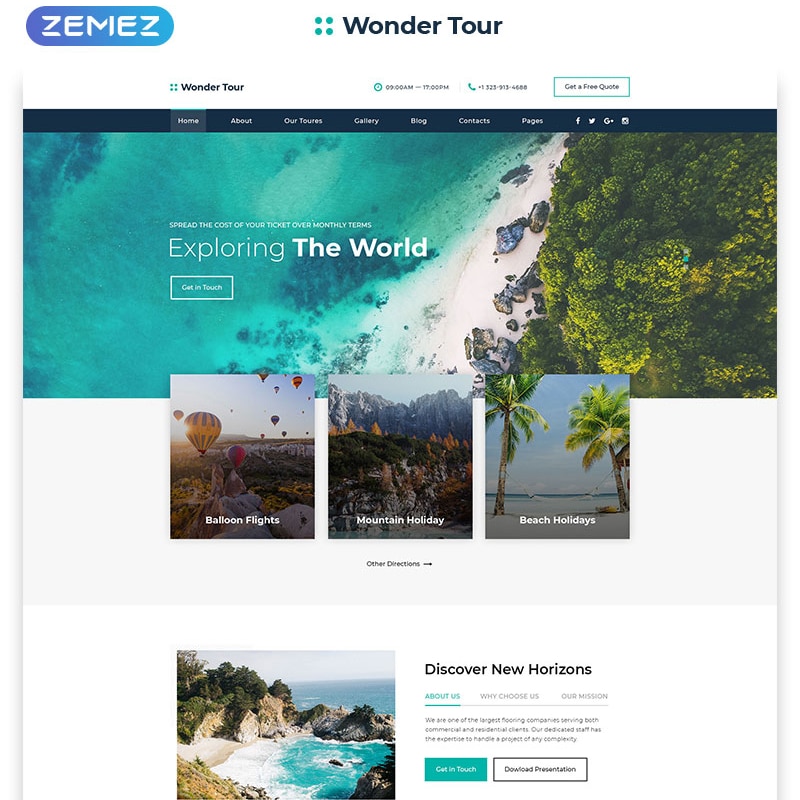 ZEMEZ
Wonder Tour
Wonder Tour
09:00AM — 17:00PM
+1 323-913-4688
Get a Free Quote
Home
About
Our Toures
Gallery
Blog
Contacts
Pages
SPREAD THE COST OF YOUR TICKET OVER MONTHLY TERMS
Exploring The World
Get in Touch
Balloon Flights
Mountain Holiday
Beach Holidays
Other Directions
Discover New Horizons
ABOUT US
WHY CHOOSE US
OUR MISSION
We are one of the largest flooring companies serving both
commercial and residential clients. Our dedicated staff has
the expertise to handle a project of any complexity.
Get in Touch
Dowload Presentation